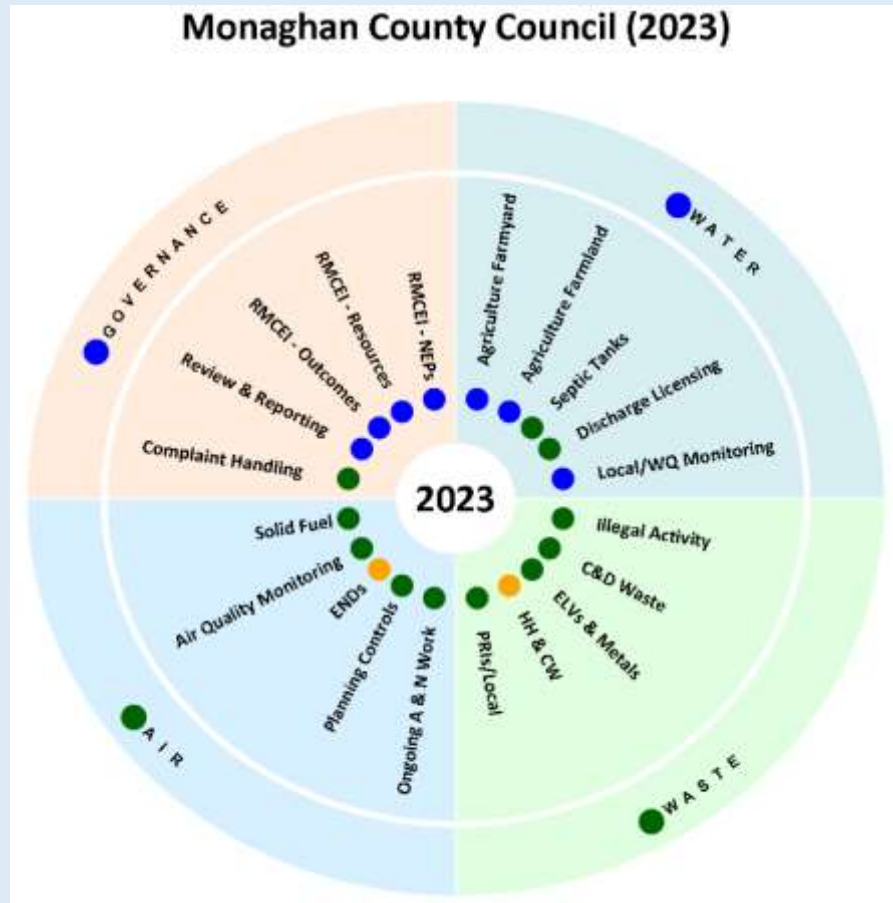 Monaghan County Council (2023)
GOVERNANCE
RMCEI - NEPs
RMCEI - Resources
RMCEI - Outcomes
Review & Reporting
Complaint Handling
WATER
Agriculture Farmyard
Agriculture Farmland
Septic Tanks
Discharge Licensing
Local/WQ Monitoring
2023
Solid Fuel
Air Quality Monitoring
ENDs
Planning Controls
Ongoing A & N Work
AIR
Illegal Activity
C&D Waste
ELVs & Metals
HH & CW
PRIs/Local
WASTE